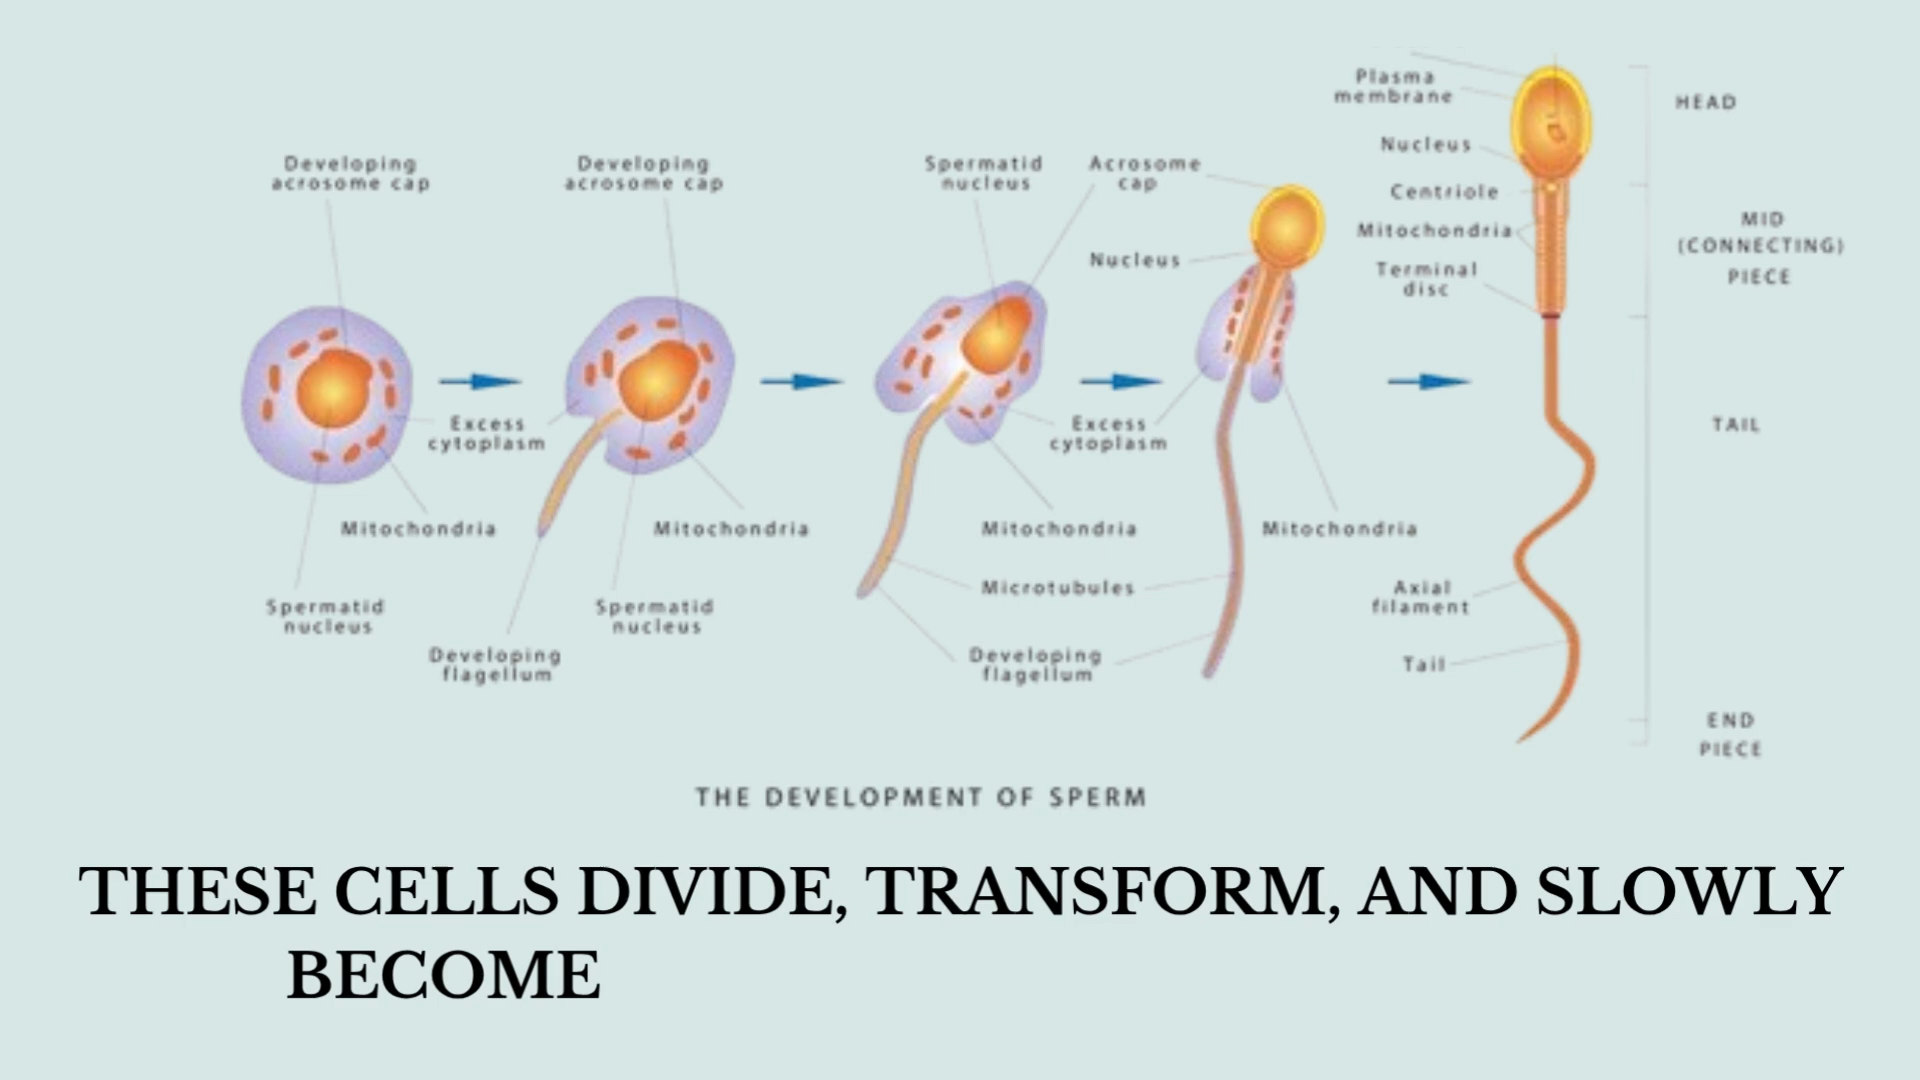 Developing
acrosome cap
Developing
acrosome cap
Spermatid
nucleus
Acrosome
cap
Nucleus
Excess
cytoplasm
Excess
cytoplasm
Mitochondria
Mitochondria
Mitochondria
Mitochondria
Microtubules
Spermatid
nucleus
Spermatid
nucleus
Developing
flagellum
Developing
flagellum
Plasma
membrane
Nucleus
Centriole
Mitochondria
Terminal
disc
Axial
filament
Tail
HEAD
MID
(CONNECTING)
PIECE
TAIL
END
PIECE
THE DEVELOPMENT OF SPERM
THESE CELLS DIVIDE, TRANSFORM, AND SLOWLY
BECOME